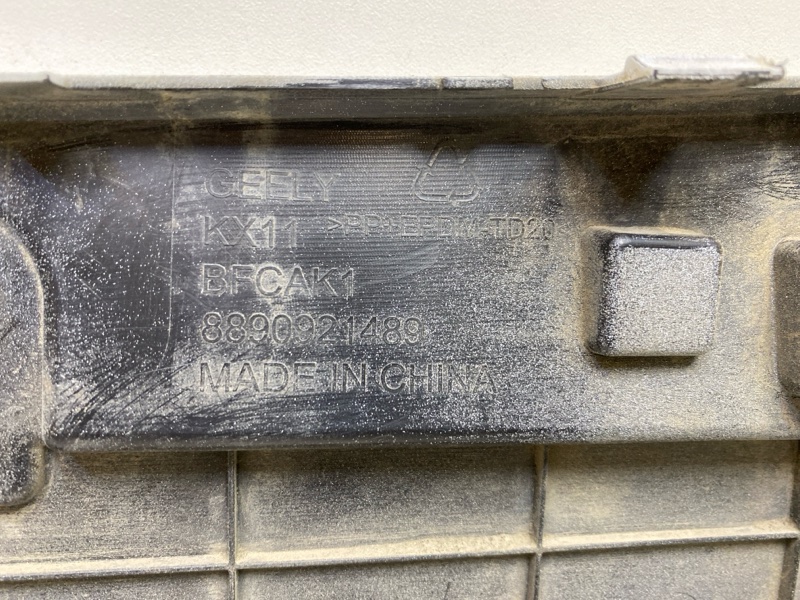 GEELY
KX11 >PP+EPDM-TD20
BFCAK1
8890921489
MADE IN CHINA